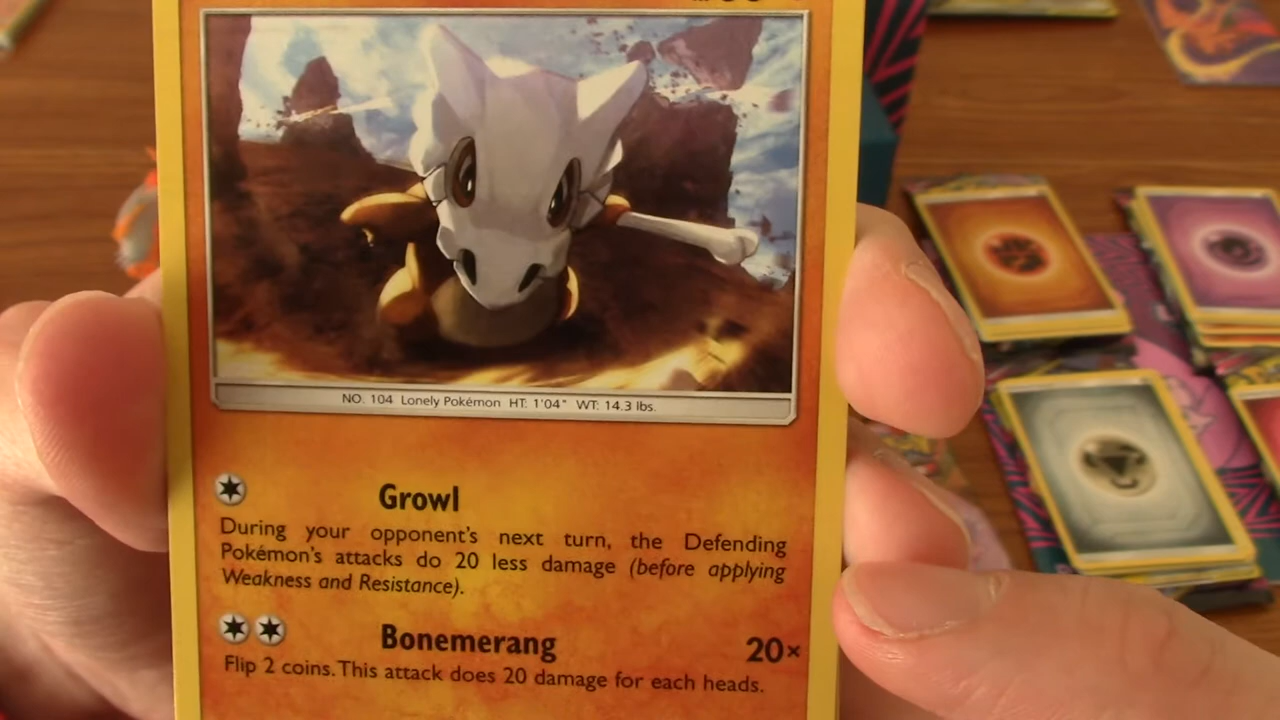 NO. 104 Lonely Pokémon HT: 1'04" WT: 14.3 lbs.
Growl
During your opponent's next turn, the Defending
Pokémon's attacks do 20 less damage (before applying
Weakness and Resistance).
Bonemerang 20×
Flip 2 coins. This attack does 20 damage for each heads.